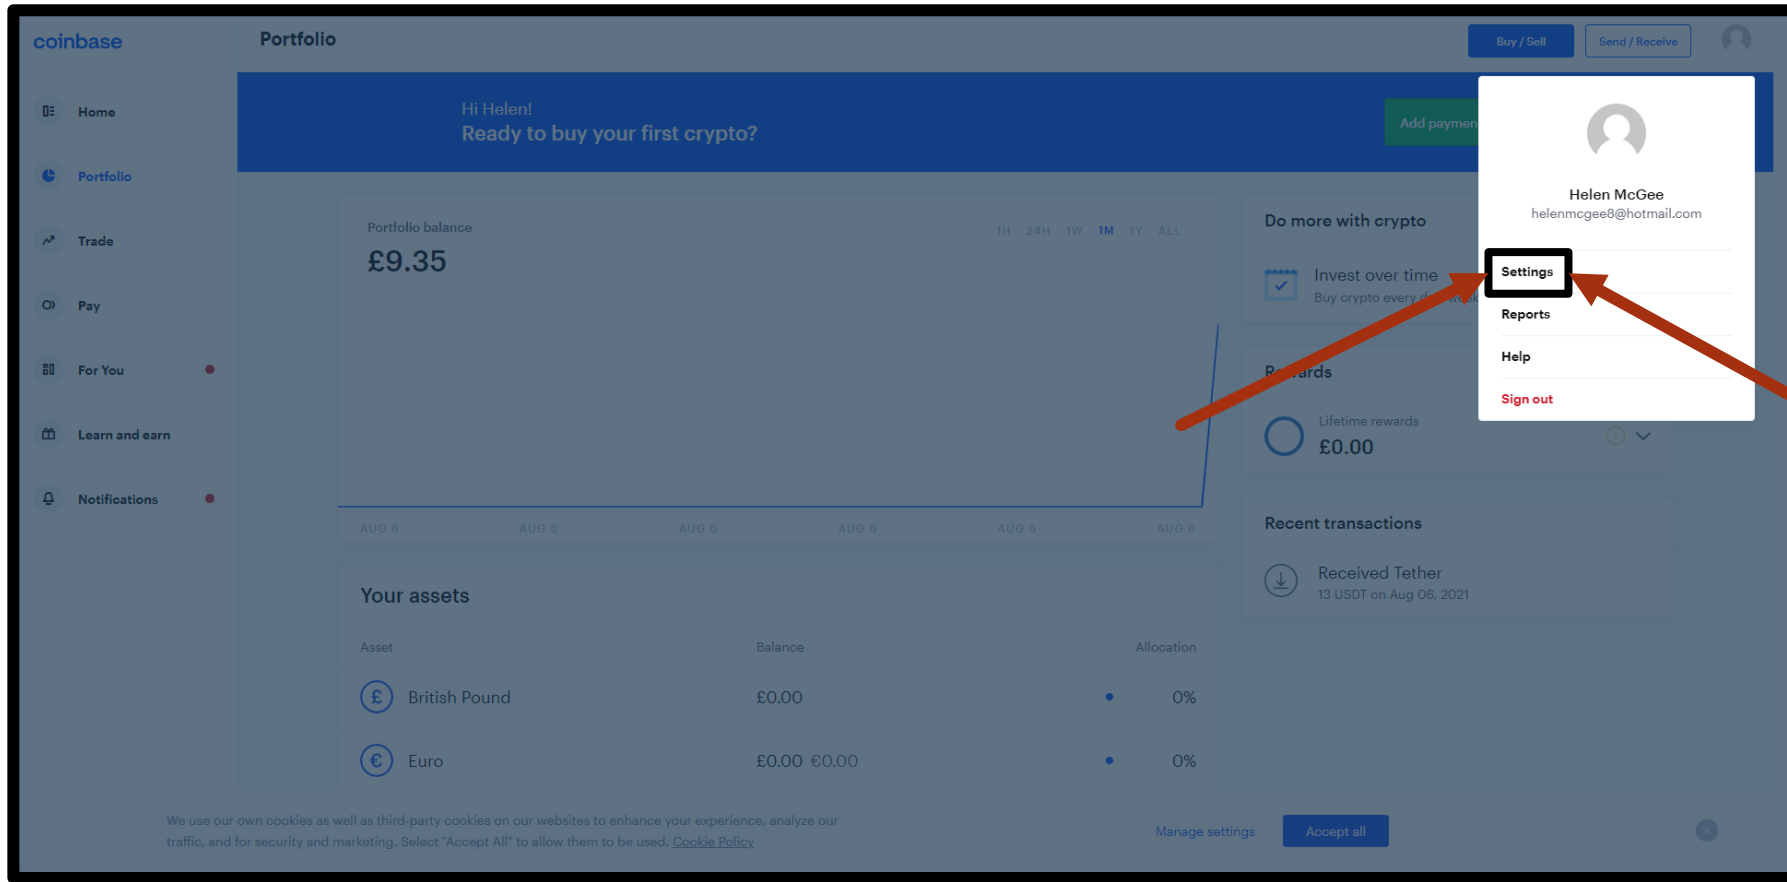 coinbase
Portfolio
Buy / Sell
Send / Receive
Home
Portfolio
Trade
Pay
For You
Learn and earn
Notifications
Hi Helen!
Ready to buy your first crypto?
Add paymen
Helen McGee
helenmcgee8@hotmail.com
Settings
Reports
Help
Sign out
Portfolio balance
£9.35
1H 24H 1W 1M 1Y ALL
AUG 6 AUG 6 AUG 6 AUG 6 AUG 6 AUG 6
Do more with crypto
Invest over time
Buy crypto every
Rewards
Lifetime rewards
£0.00
Recent transactions
Received Tether
13 USDT on Aug 06, 2021
Your assets
Asset Balance Allocation
£ British Pound £0.00 0%
€ Euro £0.00 €0.00 0%
We use our own cookies as well as third-party cookies on our websites to enhance your experience, analyze our
traffic, and for security and marketing. Select "Accept All" to allow them to be used. Cookie Policy
Manage settings
Accept all